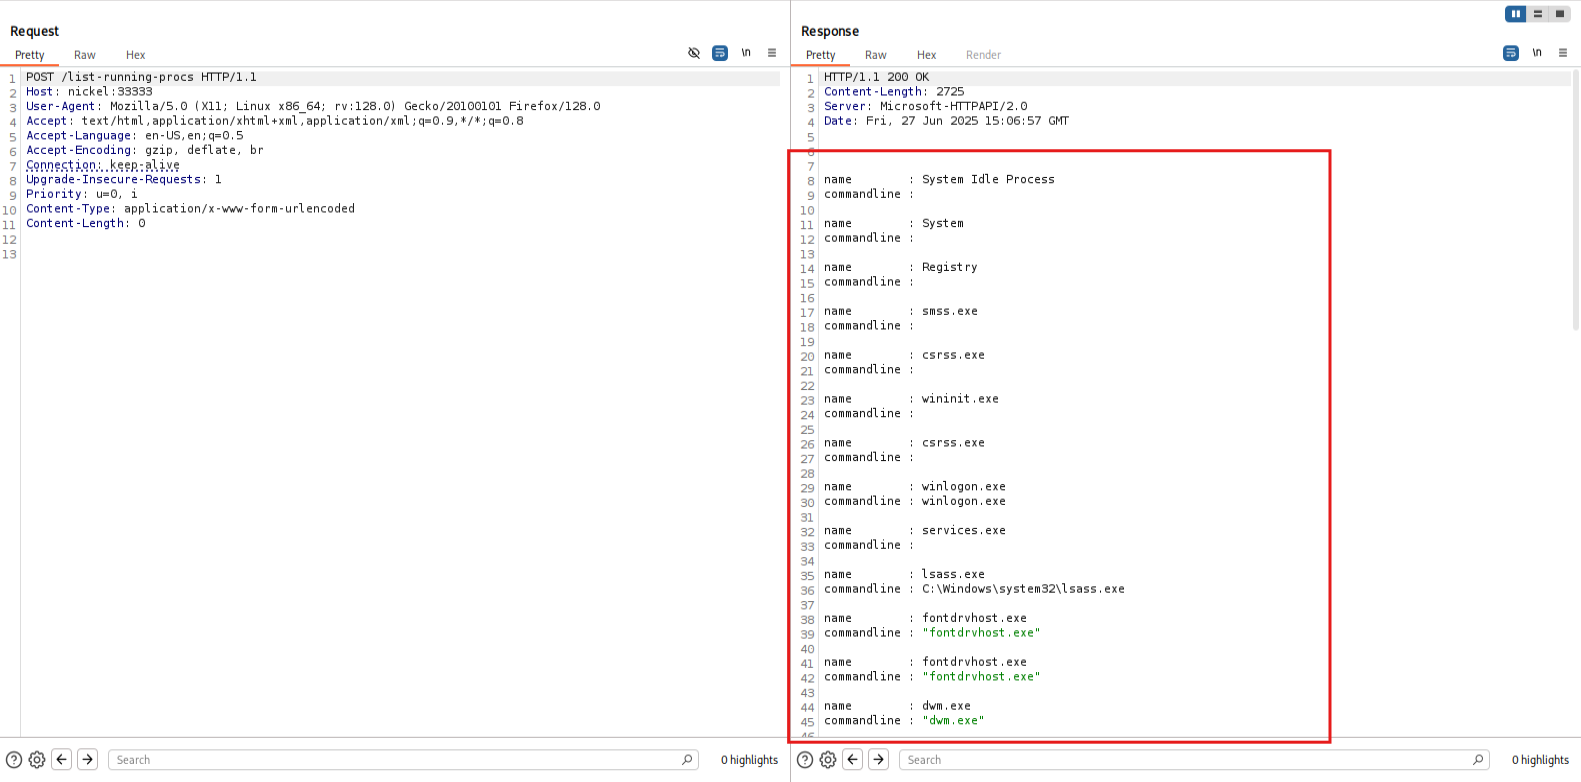 Request
Pretty Raw Hex
\n
1 POST /list-running-procs HTTP/1.1
2 Host: nickel:33333
3 User-Agent: Mozilla/5.0 (X11; Linux x86_64; rv:128.0) Gecko/20100101 Firefox/128.0
4 Accept: text/html,application/xhtml+xml,application/xml;q=0.9,*/*;q=0.8
5 Accept-Language: en-US,en;q=0.5
6 Accept-Encoding: gzip, deflate, br
7 Connection: keep-alive
8 Upgrade-Insecure-Requests: 1
9 Priority: u=0, i
10 Content-Type: application/x-www-form-urlencoded
11 Content-Length: 0
12
13
Search
0 highlights
Response
Pretty Raw Hex Render
\n
1 HTTP/1.1 200 OK
2 Content-Length: 2725
3 Server: Microsoft-HTTPAPI/2.0
4 Date: Fri, 27 Jun 2025 15:06:57 GMT
5
6
7
8 name : System Idle Process
9 commandline :
10
11 name : System
12 commandline :
13
14 name : Registry
15 commandline :
16
17 name : smss.exe
18 commandline :
19
20 name : csrss.exe
21 commandline :
22
23 name : wininit.exe
24 commandline :
25
26 name : csrss.exe
27 commandline :
28
29 name : winlogon.exe
30 commandline : winlogon.exe
31
32 name : services.exe
33 commandline :
34
35 name : lsass.exe
36 commandline : C:\Windows\system32\lsass.exe
37
38 name : fontdrvhost.exe
39 commandline : "fontdrvhost.exe"
40
41 name : fontdrvhost.exe
42 commandline : "fontdrvhost.exe"
43
44 name : dwm.exe
45 commandline : "dwm.exe"
46
Search
0 highlights